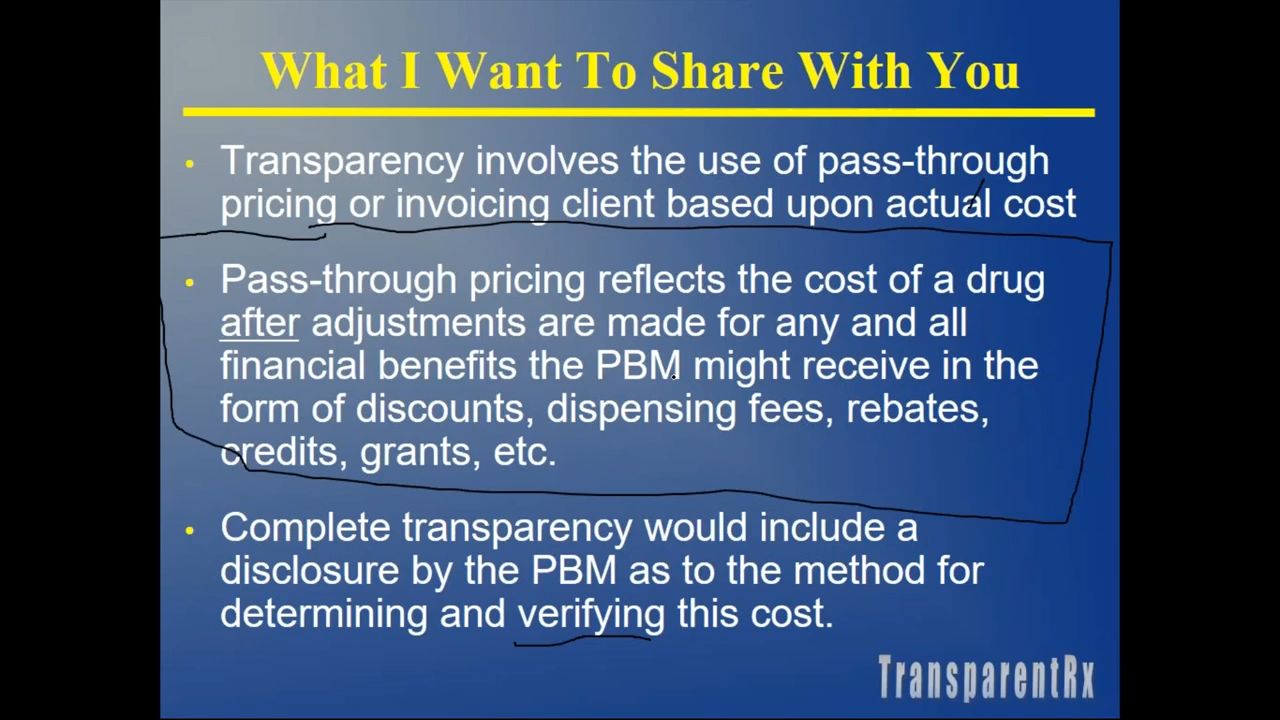 What I Want To Share With You
• Transparency involves the use of pass-through
pricing or invoicing client based upon actual cost
• Pass-through pricing reflects the cost of a drug
after adjustments are made for any and all
financial benefits the PBM might receive in the
form of discounts, dispensing fees, rebates,
credits, grants, etc.
• Complete transparency would include a
disclosure by the PBM as to the method for
determining and verifying this cost.
TransparentRx